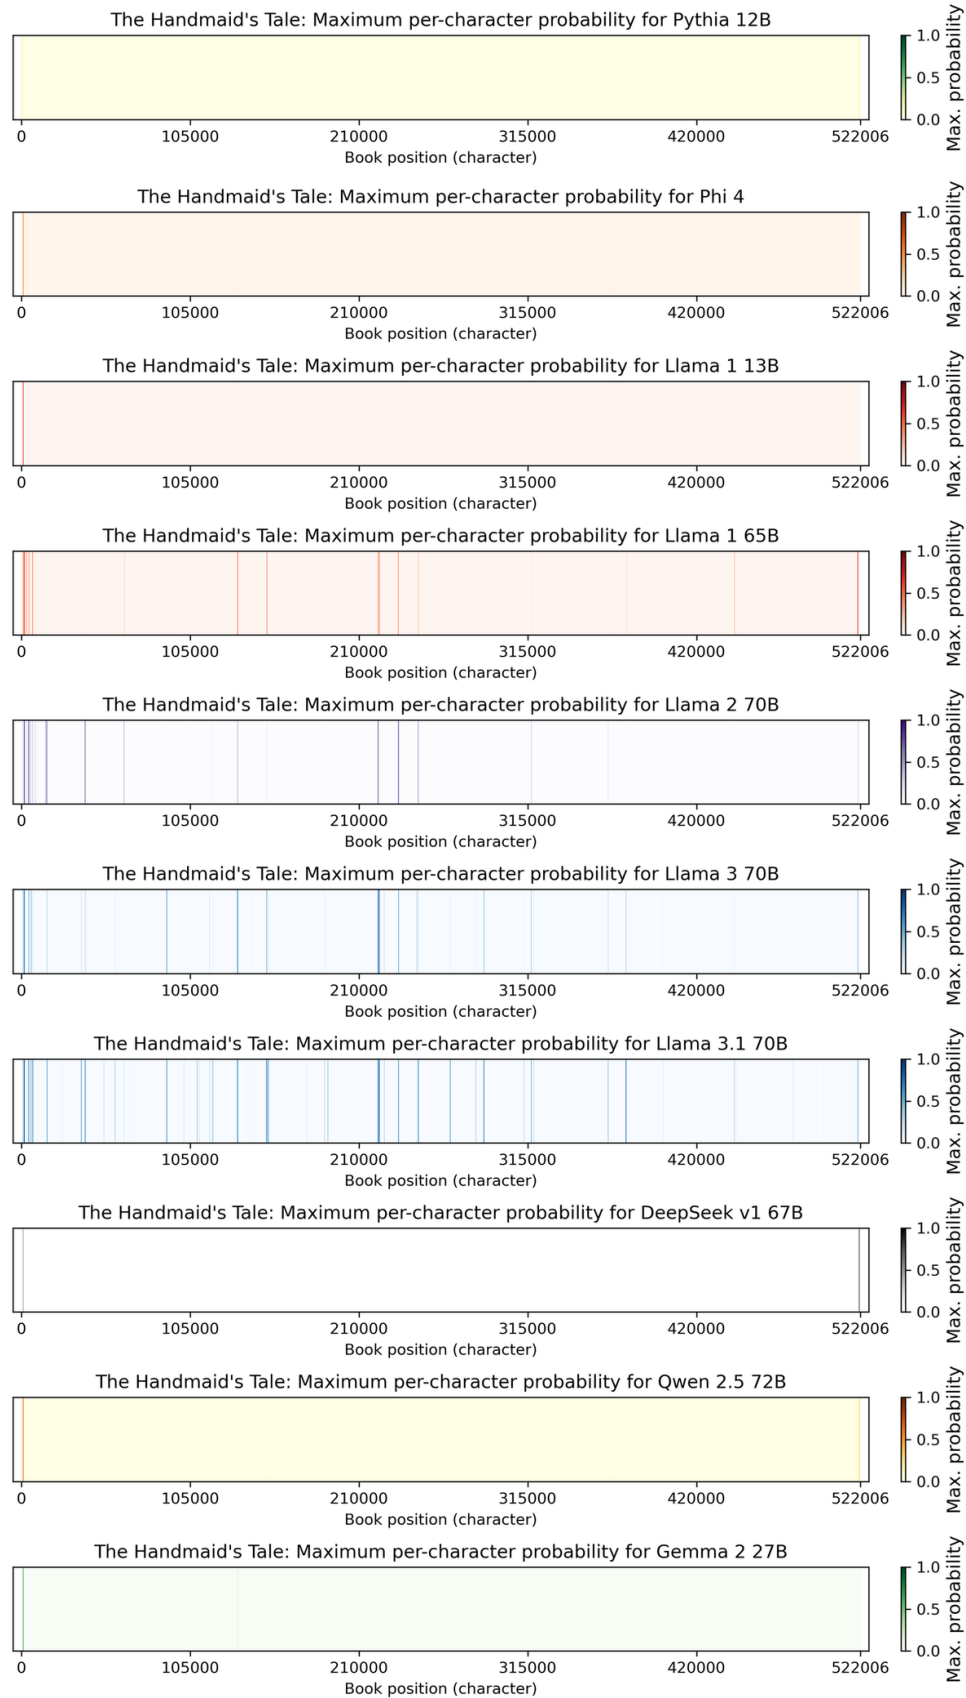 The Handmaid's Tale: Maximum per-character probability for Pythia 12B
1.0
0.5
0.0
Max. probability
0 105000 210000 315000 420000 522006
Book position (character)
The Handmaid's Tale: Maximum per-character probability for Phi 4
1.0
0.5
0.0
Max. probability
0 105000 210000 315000 420000 522006
Book position (character)
The Handmaid's Tale: Maximum per-character probability for Llama 1 13B
1.0
0.5
0.0
Max. probability
0 105000 210000 315000 420000 522006
Book position (character)
The Handmaid's Tale: Maximum per-character probability for Llama 1 65B
1.0
0.5
0.0
Max. probability
0 105000 210000 315000 420000 522006
Book position (character)
The Handmaid's Tale: Maximum per-character probability for Llama 2 70B
1.0
0.5
0.0
Max. probability
0 105000 210000 315000 420000 522006
Book position (character)
The Handmaid's Tale: Maximum per-character probability for Llama 3 70B
1.0
0.5
0.0
Max. probability
0 105000 210000 315000 420000 522006
Book position (character)
The Handmaid's Tale: Maximum per-character probability for Llama 3.1 70B
1.0
0.5
0.0
Max. probability
0 105000 210000 315000 420000 522006
Book position (character)
The Handmaid's Tale: Maximum per-character probability for DeepSeek v1 67B
1.0
0.5
0.0
Max. probability
0 105000 210000 315000 420000 522006
Book position (character)
The Handmaid's Tale: Maximum per-character probability for Qwen 2.5 72B
1.0
0.5
0.0
Max. probability
0 105000 210000 315000 420000 522006
Book position (character)
The Handmaid's Tale: Maximum per-character probability for Gemma 2 27B
1.0
0.5
0.0
Max. probability
0 105000 210000 315000 420000 522006
Book position (character)